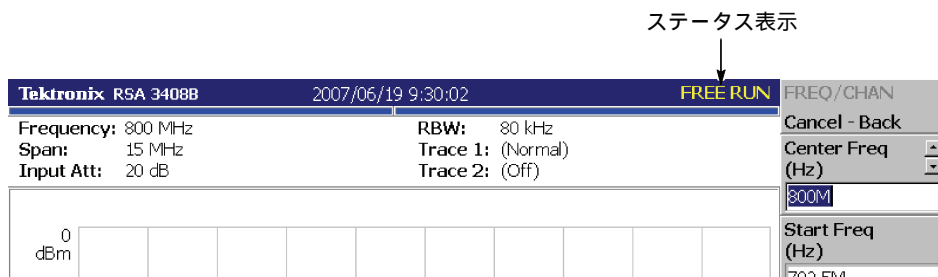 ステータス表示
Tektronix RSA 3408B 2007/06/19 9:30:02 FREE RUN
FREQ/CHAN
Cancel - Back
Frequency: 800 MHz RBW: 80 kHz
Span: 15 MHz Trace 1: (Normal)
Input Att: 20 dB Trace 2: (Off)
Center Freq
(Hz)
800M
0
dBm
Start Freq
(Hz)